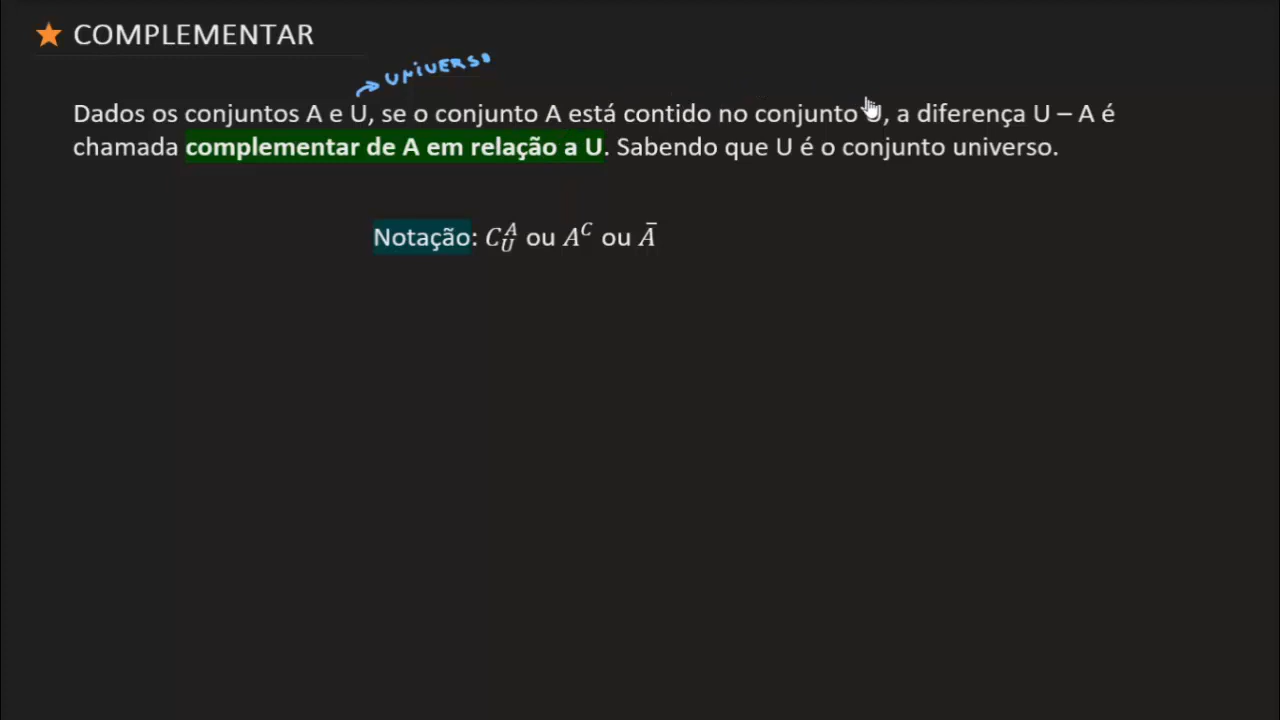 COMPLEMENTAR
UNIVERSO
Dados os conjuntos A e U, se o conjunto A está contido no conjunto U, a diferença U – A é
chamada complementar de A em relação a U. Sabendo que U é o conjunto universo.
Notação: $C_U^A$ ou $A^C$ ou $\bar{A}$